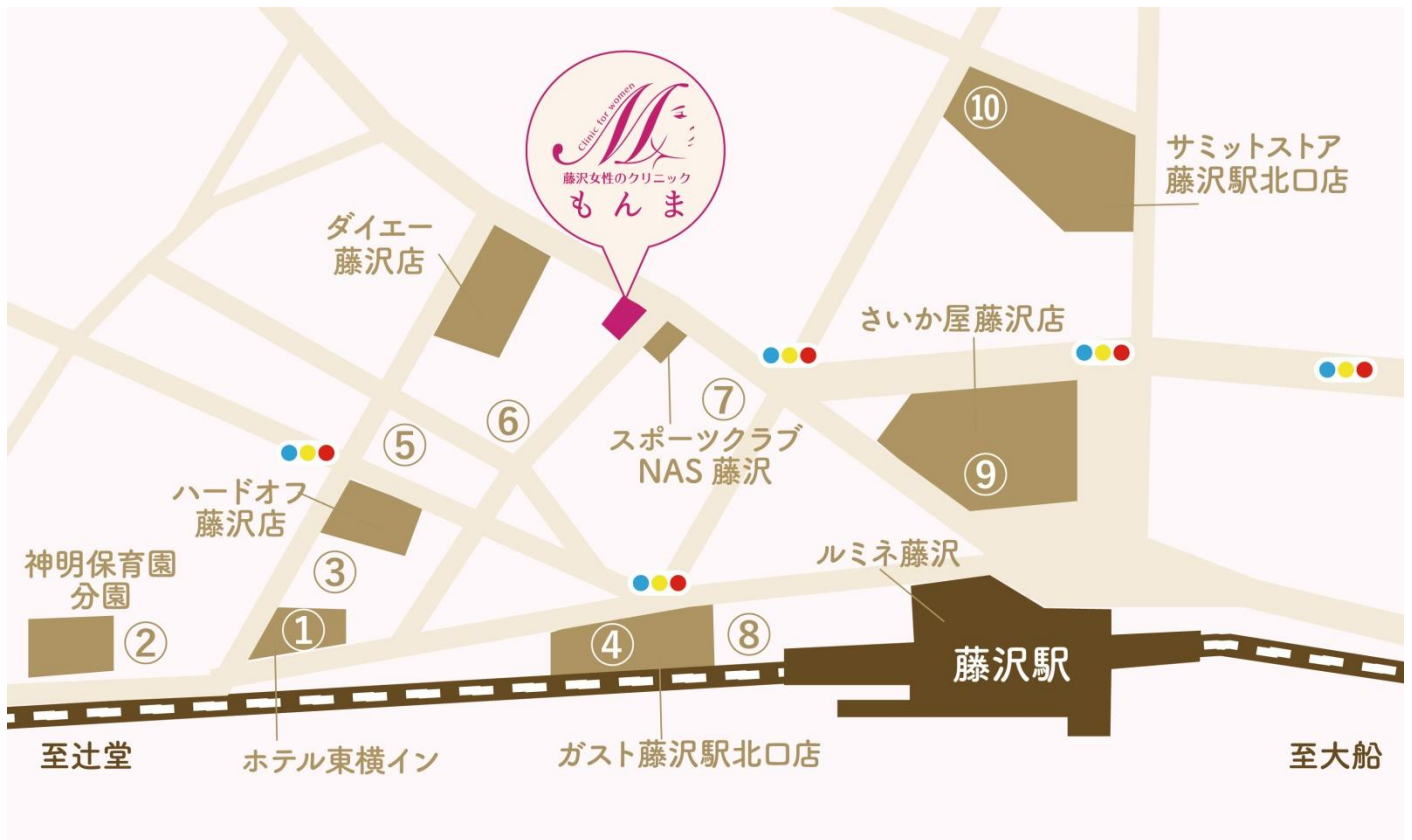 Clinic for women
M
藤沢女性のクリニック
もんま
⑩
サミットストア
藤沢駅北口店
ダイエー
藤沢店
さいか屋藤沢店
⑦
スポーツクラブ
NAS 藤沢
⑥
⑤
⑨
ハードオフ
藤沢店
③
神明保育園
分園
②
①
④
⑧
ルミネ藤沢
藤沢駅
至辻堂
ホテル東横イン
ガスト藤沢駅北口店
至大船